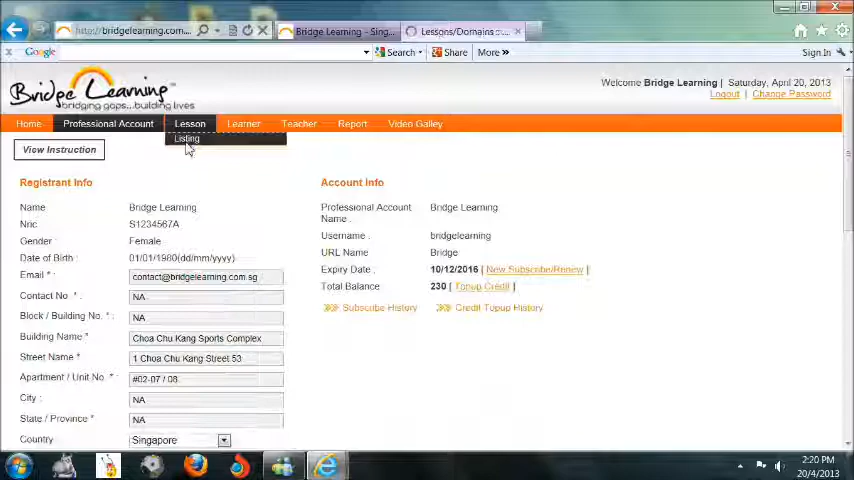 http://bridgelearning.com....
Bridge Learning - Sing...
Lessons/Domains ::...
Google
Search
Share
More »
Sign In
Bridge Learning
bridging gaps...building lives
Welcome Bridge Learning | Saturday, April 20, 2013
Logout | Change Password
Home Professional Account Lesson Learner Teacher Report Video Galley
Listing
View Instruction
Registrant Info
Account Info
Name Bridge Learning
Professional Account Name : Bridge Learning
Nric S1234567A
Username : bridgelearning
Gender : Female
URL Name Bridge
Date of Birth : 01/01/1980(dd/mm/yyyy)
Expiry Date : 10/12/2016 [ New Subscribe/Renew ]
Email * : contact@bridgelearning.com.sg
Total Balance 230 [ Topup Credit ]
Contact No * : NA
Subscribe History Credit Topup History
Block / Building No. * : NA
Building Name * Choa Chu Kang Sports Complex
Street Name * 1 Choa Chu Kang Street 53
Apartment / Unit No. * #02-07 / 08
City : NA
State / Province * NA
Country Singapore
2:20 PM
20/4/2013